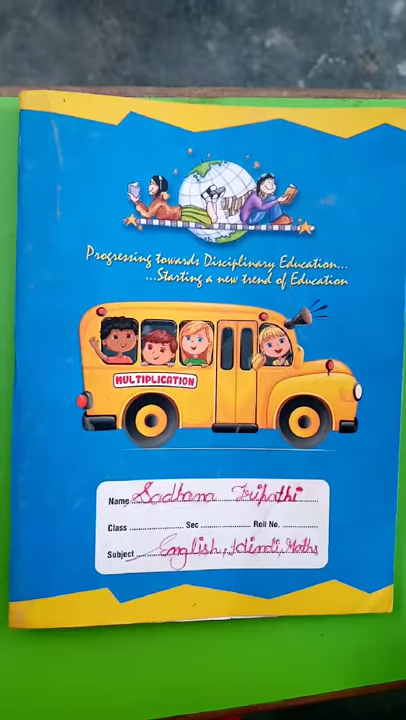 Progressing towards Disciplinary Education...
...Starting a new trend of Education
MULTIPLICATION
Name Sadhana Tripathi
Class ........................ Sec ...................... Roll No. ................
Subject English, Hindi, Maths